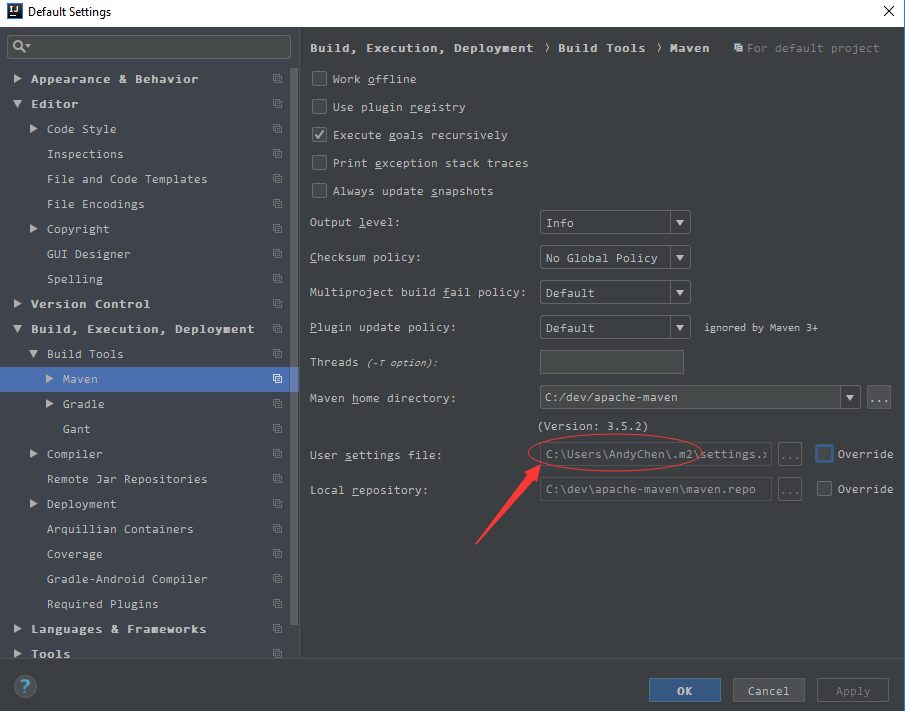 Default Settings
Appearance & Behavior
Editor
Code Style
Inspections
File and Code Templates
File Encodings
Copyright
GUI Designer
Spelling
Version Control
Build, Execution, Deployment
Build Tools
Maven
Gradle
Gant
Compiler
Remote Jar Repositories
Deployment
Arquillian Containers
Coverage
Gradle-Android Compiler
Required Plugins
Languages & Frameworks
Tools
Build, Execution, Deployment › Build Tools › Maven For default project
Work offline
Use plugin registry
Execute goals recursively
Print exception stack traces
Always update snapshots
Output level: Info
Checksum policy: No Global Policy
Multiproject build fail policy: Default
Plugin update policy: Default ignored by Maven 3+
Threads (-T option):
Maven home directory: C:/dev/apache-maven ...
(Version: 3.5.2)
User settings file: C:\Users\AndyChen\.m2\settings.x ... Override
Local repository: C:\dev\apache-maven\maven.repo ... Override
? OK Cancel Apply